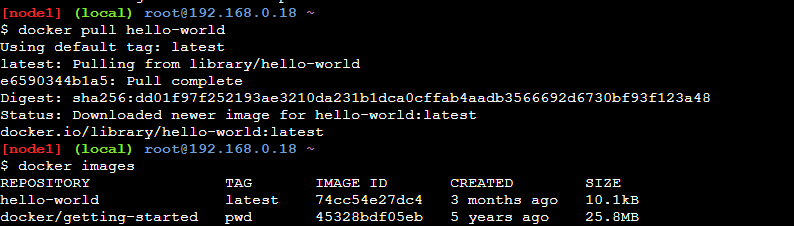 [node1] (local) root@192.168.0.18 ~
$ docker pull hello-world
Using default tag: latest
latest: Pulling from library/hello-world
e6590344b1a5: Pull complete
Digest: sha256:dd01f97f252193ae3210da231b1dca0cffab4aadb3566692d6730bf93f123a48
Status: Downloaded newer image for hello-world:latest
docker.io/library/hello-world:latest
[node1] (local) root@192.168.0.18 ~
$ docker images
REPOSITORY TAG IMAGE ID CREATED SIZE
hello-world latest 74cc54e27dc4 3 months ago 10.1kB
docker/getting-started pwd 45328bdf05eb 5 years ago 25.8MB